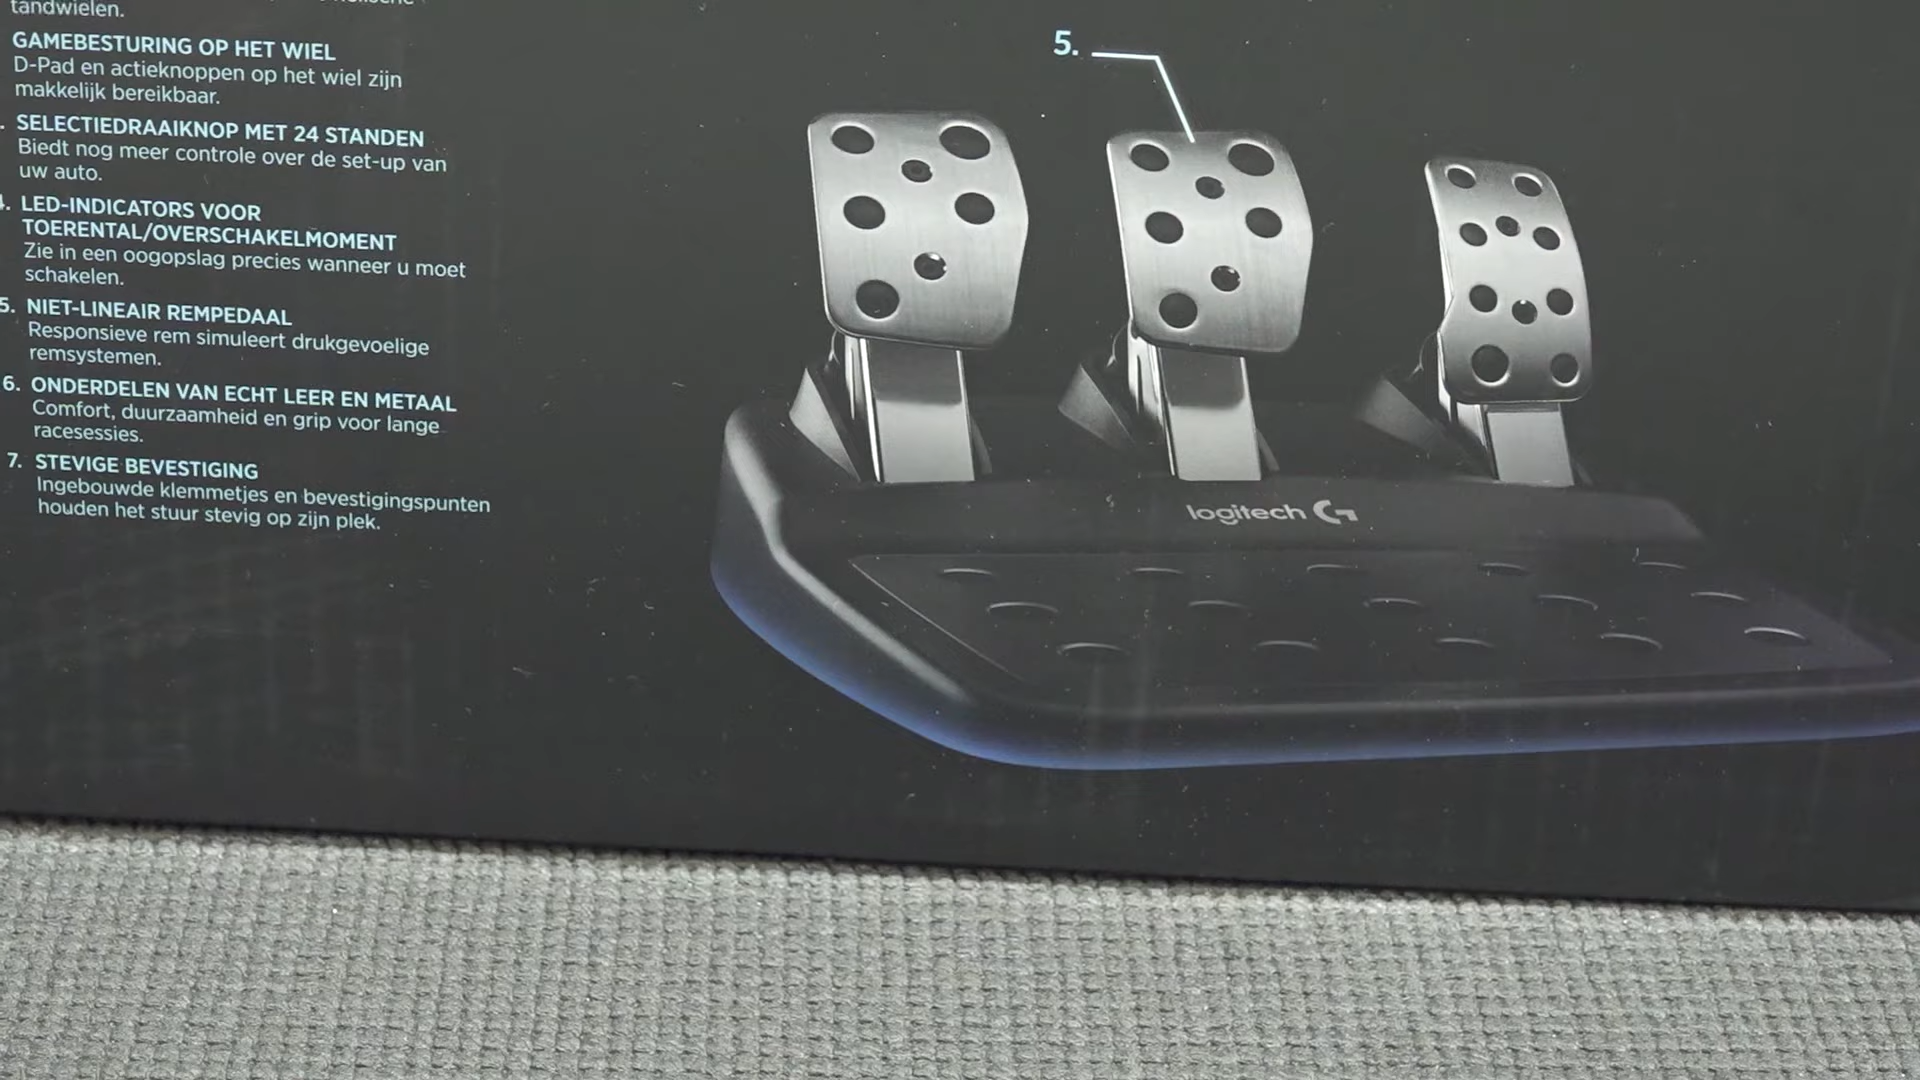 tandwielen.
GAMEBESTURING OP HET WIEL
D-Pad en actieknoppen op het wiel zijn
makkelijk bereikbaar.
SELECTIEDRAAIKNOP MET 24 STANDEN
Biedt nog meer controle over de set-up van
uw auto.
4. LED-INDICATORS VOOR
TOERENTAL/OVERSCHAKELMOMENT
Zie in een oogopslag precies wanneer u moet
schakelen.
5. NIET-LINEAIR REMPEDAAL
Responsieve rem simuleert drukgevoelige
remsystemen.
6. ONDERDELEN VAN ECHT LEER EN METAAL
Comfort, duurzaamheid en grip voor lange
racesessies.
7. STEVIGE BEVESTIGING
Ingebouwde klemmetjes en bevestigingspunten
houden het stuur stevig op zijn plek.
5.
logitech G